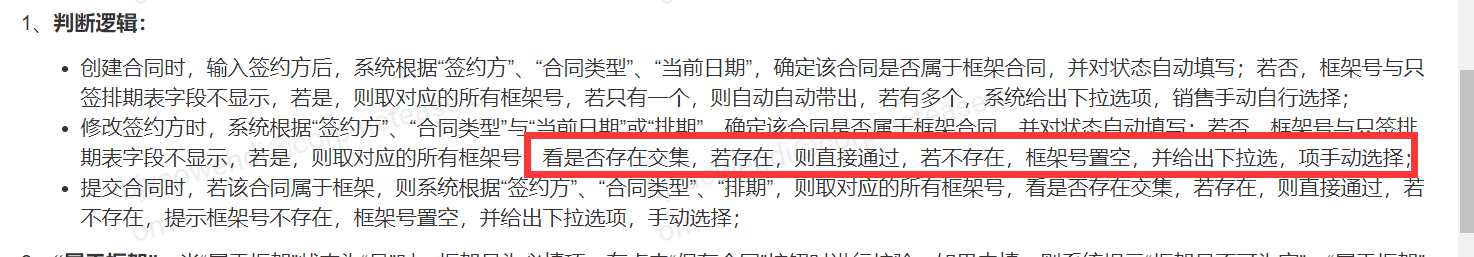 1、判断逻辑：
• 创建合同时，输入签约方后，系统根据“签约方”、“合同类型”、“当前日期”，确定该合同是否属于框架合同，并对状态自动填写；若否，框架号与只
签排期表字段不显示，若是，则取对应的所有框架号，若只有一个，则自动自动带出，若有多个，系统给出下拉选项，销售手动自行选择；
• 修改签约方时，系统根据“签约方”、“合同类型”与“当前日期”或“排期”，确定该合同是否属于框架合同，并对状态自动填写；若否，框架号与只签排
期表字段不显示，若是，则取对应的所有框架号，看是否存在交集，若存在，则直接通过，若不存在，框架号置空，并给出下拉选，项手动选择；
• 提交合同时，若该合同属于框架，则系统根据“签约方”、“合同类型”、“排期”，则取对应的所有框架号，看是否存在交集，若存在，则直接通过，若
不存在，提示框架号不存在，框架号置空，并给出下拉选项，手动选择；